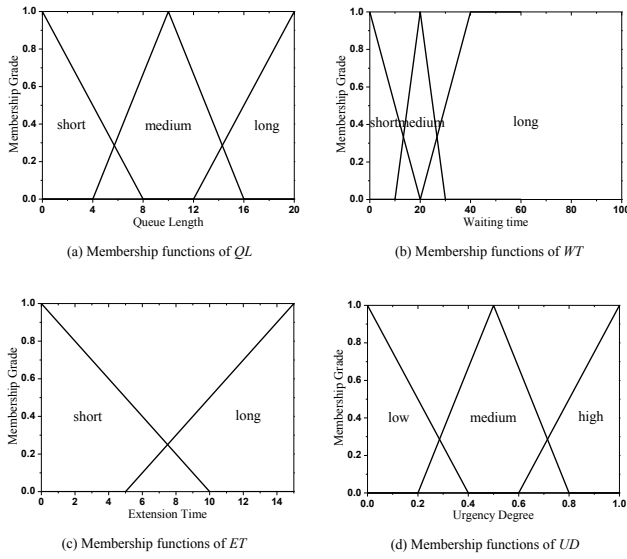 1.0
0.8
0.6
0.4
0.2
0.0
Membership Grade
short
medium
long
0 4 8 12 16 20
Queue Length
(a) Membership functions of QL
1.0
0.8
0.6
0.4
0.2
0.0
Membership Grade
short medium
long
0 20 40 60 80 100
Waiting time
(b) Membership functions of WT
1.0
0.8
0.6
0.4
0.2
0.0
Membership Grade
short
long
0 2 4 6 8 10 12 14
Extension Time
(c) Membership functions of ET
1.0
0.8
0.6
0.4
0.2
0.0
Membership Grade
low
medium
high
0.0 0.2 0.4 0.6 0.8 1.0
Urgency Degree
(d) Membership functions of UD